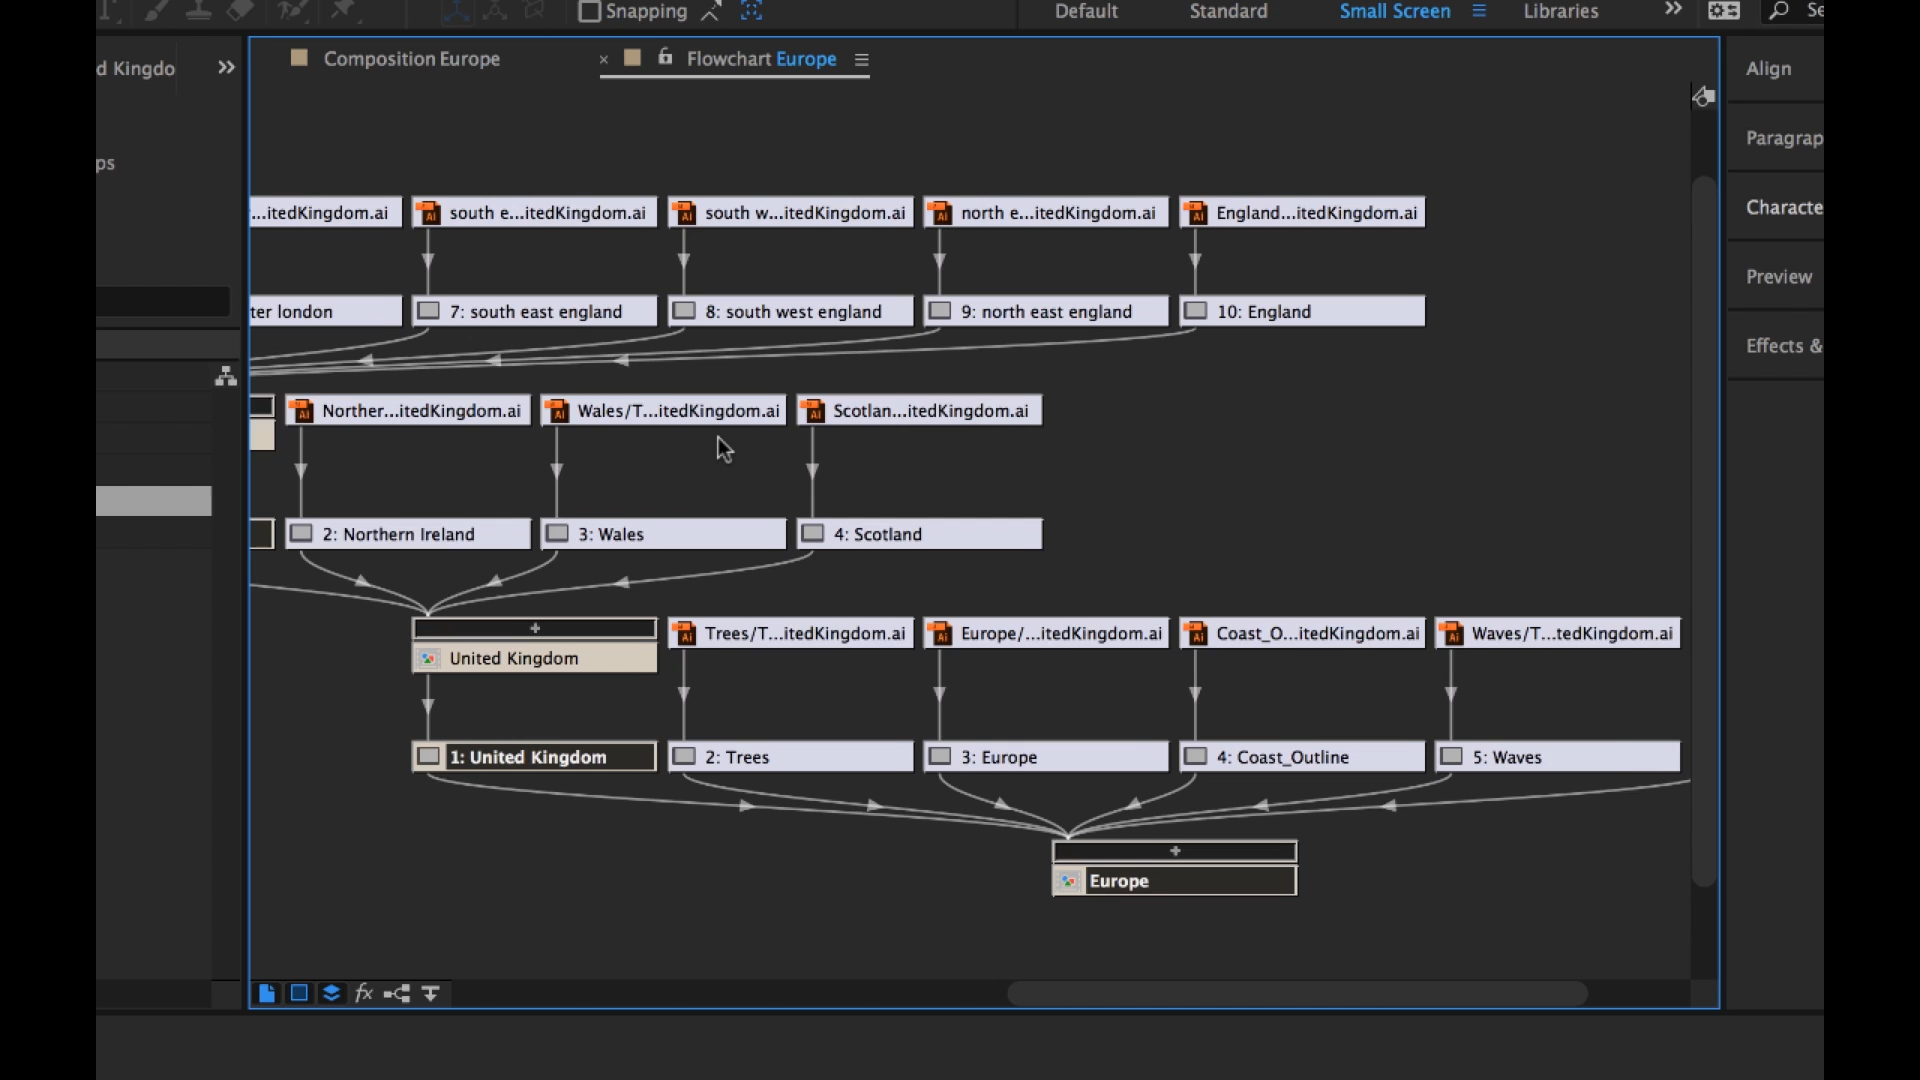 Snapping
Default
Standard
Small Screen
Libraries
Se
d Kingdo
Composition Europe
Flowchart Europe
Align
Paragrap
ps
Characte
...itedKingdom.ai
south e...itedKingdom.ai
south w...itedKingdom.ai
north e...itedKingdom.ai
England...itedKingdom.ai
Preview
ter london
7: south east england
8: south west england
9: north east england
10: England
Effects &
Norther...itedKingdom.ai
Wales/T...itedKingdom.ai
Scotlan...itedKingdom.ai
2: Northern Ireland
3: Wales
4: Scotland
United Kingdom
Trees/T...itedKingdom.ai
Europe/...itedKingdom.ai
Coast_O...itedKingdom.ai
Waves/T...tedKingdom.ai
1: United Kingdom
2: Trees
3: Europe
4: Coast_Outline
5: Waves
Europe
fx